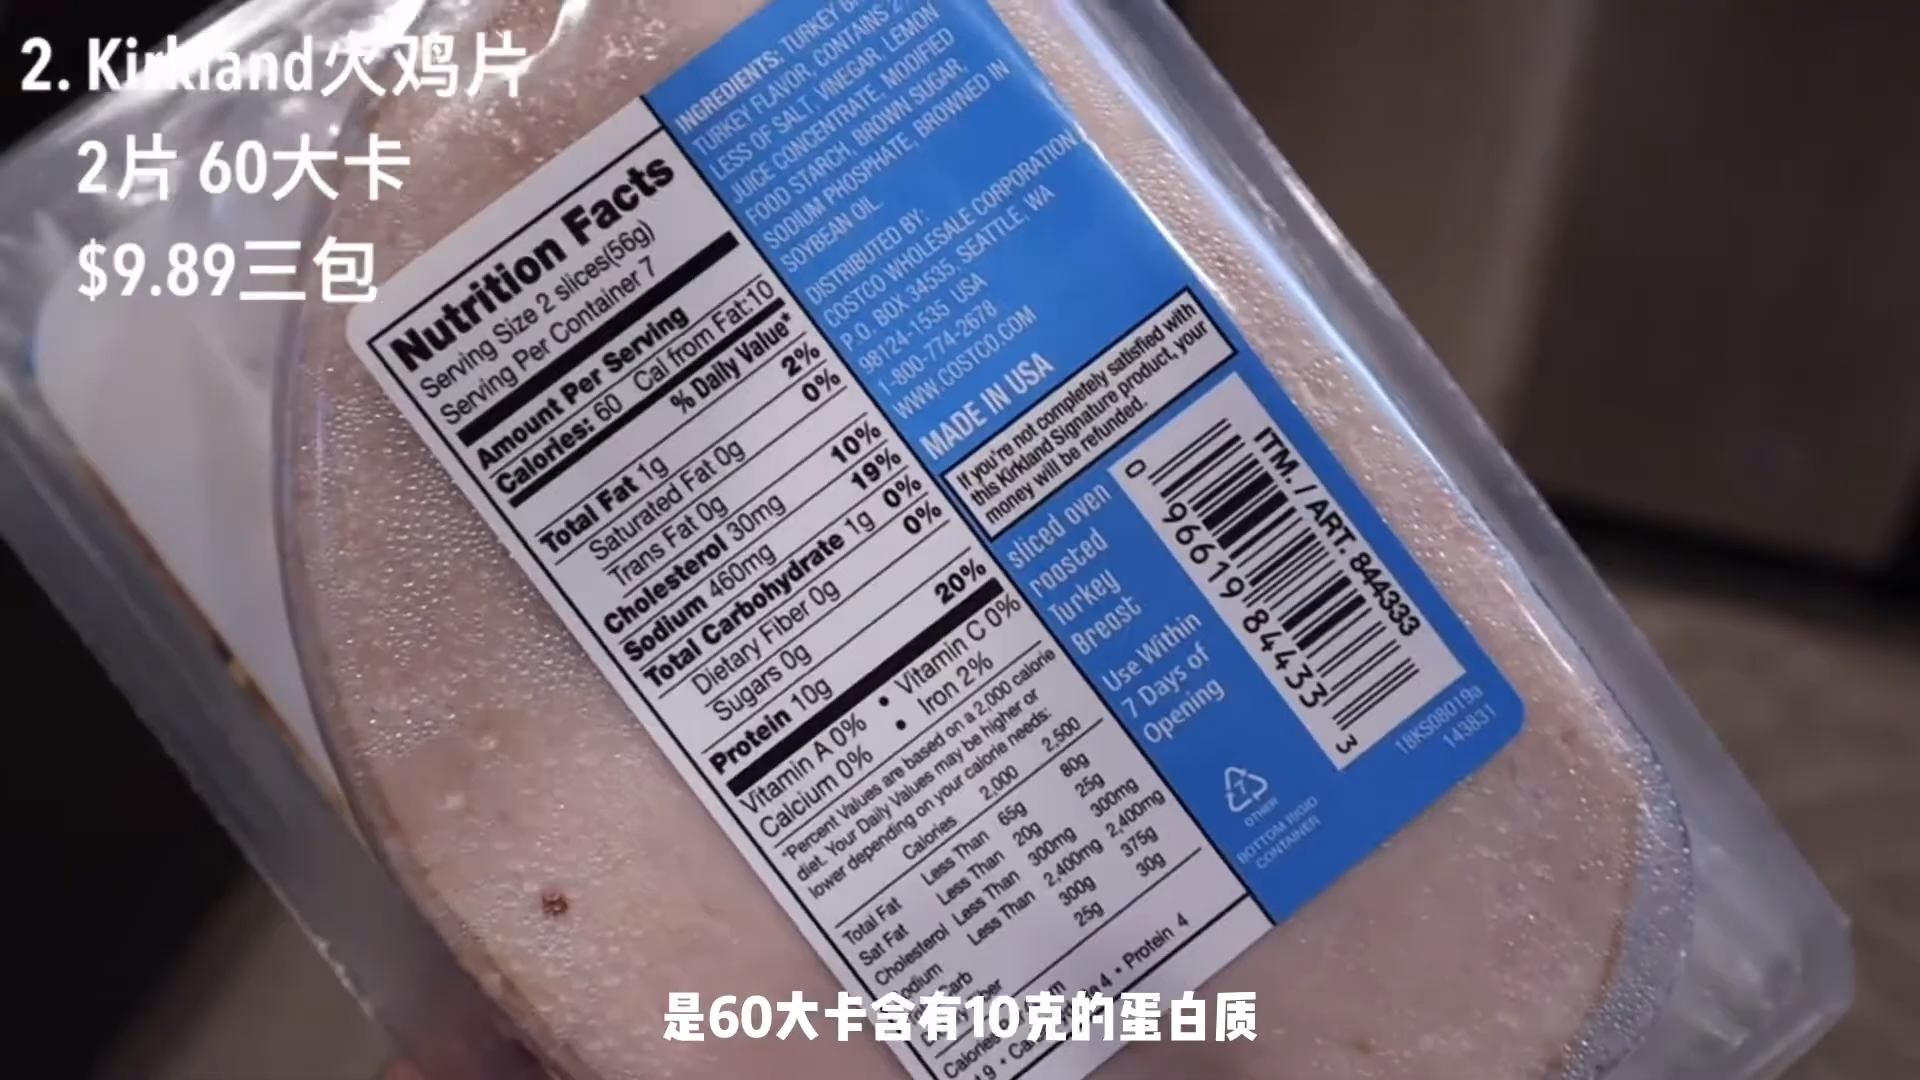 2. Kirkland火鸡片
2片 60大卡
$9.89三包
Nutrition Facts
Serving Size 2 slices(56g)
Serving Per Container 7
Amount Per Serving
Calories: 60 Cal from Fat:10
% Daily Value*
Total Fat 1g 2%
Saturated Fat 0g 0%
Trans Fat 0g
Cholesterol 30mg 10%
Sodium 460mg 19%
Total Carbohydrate 1g 0%
Dietary Fiber 0g 0%
Sugars 0g
Protein 10g 20%
Vitamin A 0% • Vitamin C 0%
Calcium 0% • Iron 2%
*Percent Values are based on a 2,000 calorie
diet. Your Daily Values may be higher or
lower depending on your calorie needs:
Calories 2,000 2,500
Total Fat Less Than 65g 80g
Sat Fat Less Than 20g 25g
Cholesterol Less Than 300mg 300mg
Less Than 2,400mg 2,400mg
300g 375g
25g 30g
4 • Protein 4
INGREDIENTS: TURKEY
TURKEY FLAVOR, CONTAINS
LESS OF SALT, VINEGAR, LEMON
JUICE CONCENTRATE, MODIFIED
FOOD STARCH, BROWN SUGAR,
SODIUM PHOSPHATE, BROWNED IN
SOYBEAN OIL
DISTRIBUTED BY:
COSTCO WHOLESALE CORPORATION
P.O. BOX 34535, SEATTLE, WA
98124-1535 USA
1-800-774-2678
WWW.COSTCO.COM
MADE IN USA
If you're not completely satisfied with
this Kirkland Signature product, your
money will be refunded.
sliced oven
roasted
Turkey
Breast
Use Within
7 Days of
Opening
ITM. / ART. 844333
0 96619 84433 3
18KS08019a
143831
7
OTHER
BOTTOM RIGID
CONTAINER
是60大卡含有10克的蛋白质